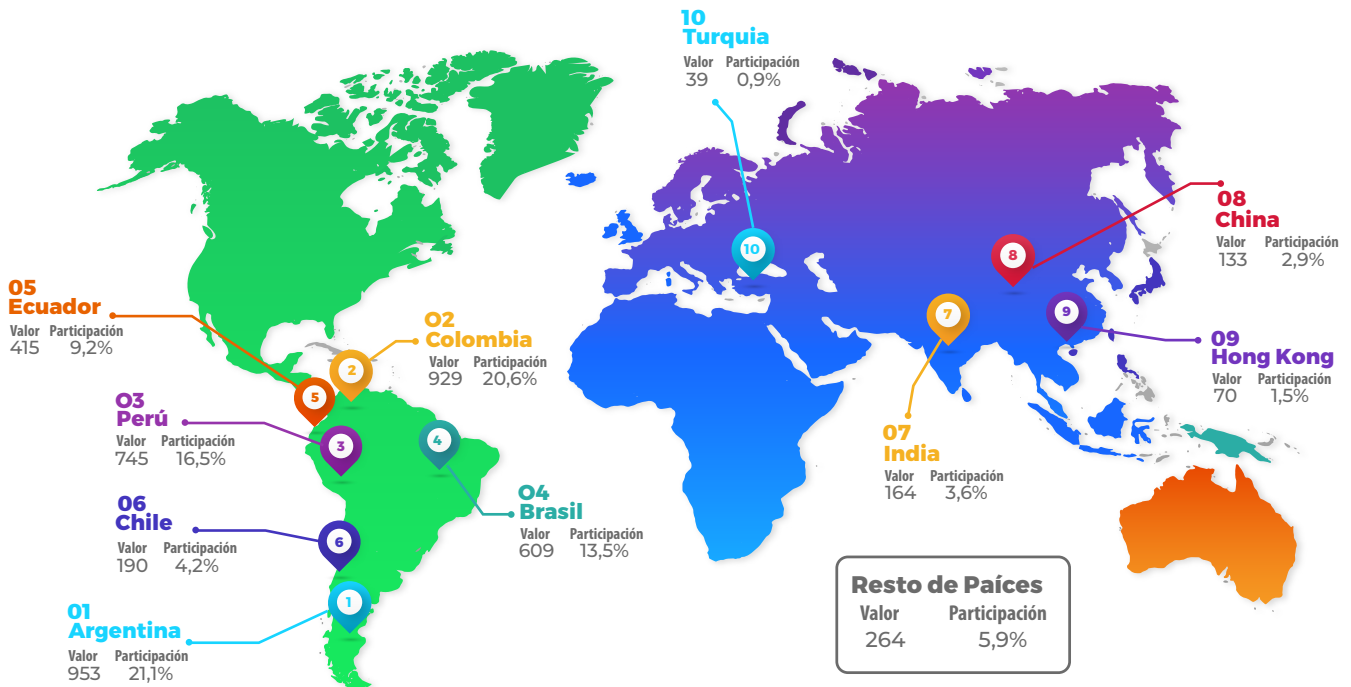 10
Turquia
Valor Participación
39 0,9%
08
China
Valor Participación
133 2,9%
05
Ecuador
Valor Participación
415 9,2%
O2
Colombia
Valor Participación
929 20,6%
09
Hong Kong
Valor Participación
70 1,5%
O3
Perú
Valor Participación
745 16,5%
07
India
Valor Participación
164 3,6%
06
Chile
Valor Participación
190 4,2%
O4
Brasil
Valor Participación
609 13,5%
01
Argentina
Valor Participación
953 21,1%
Resto de Países
Valor Participación
264 5,9%
10
8
7
9
2
5
3
4
6
1